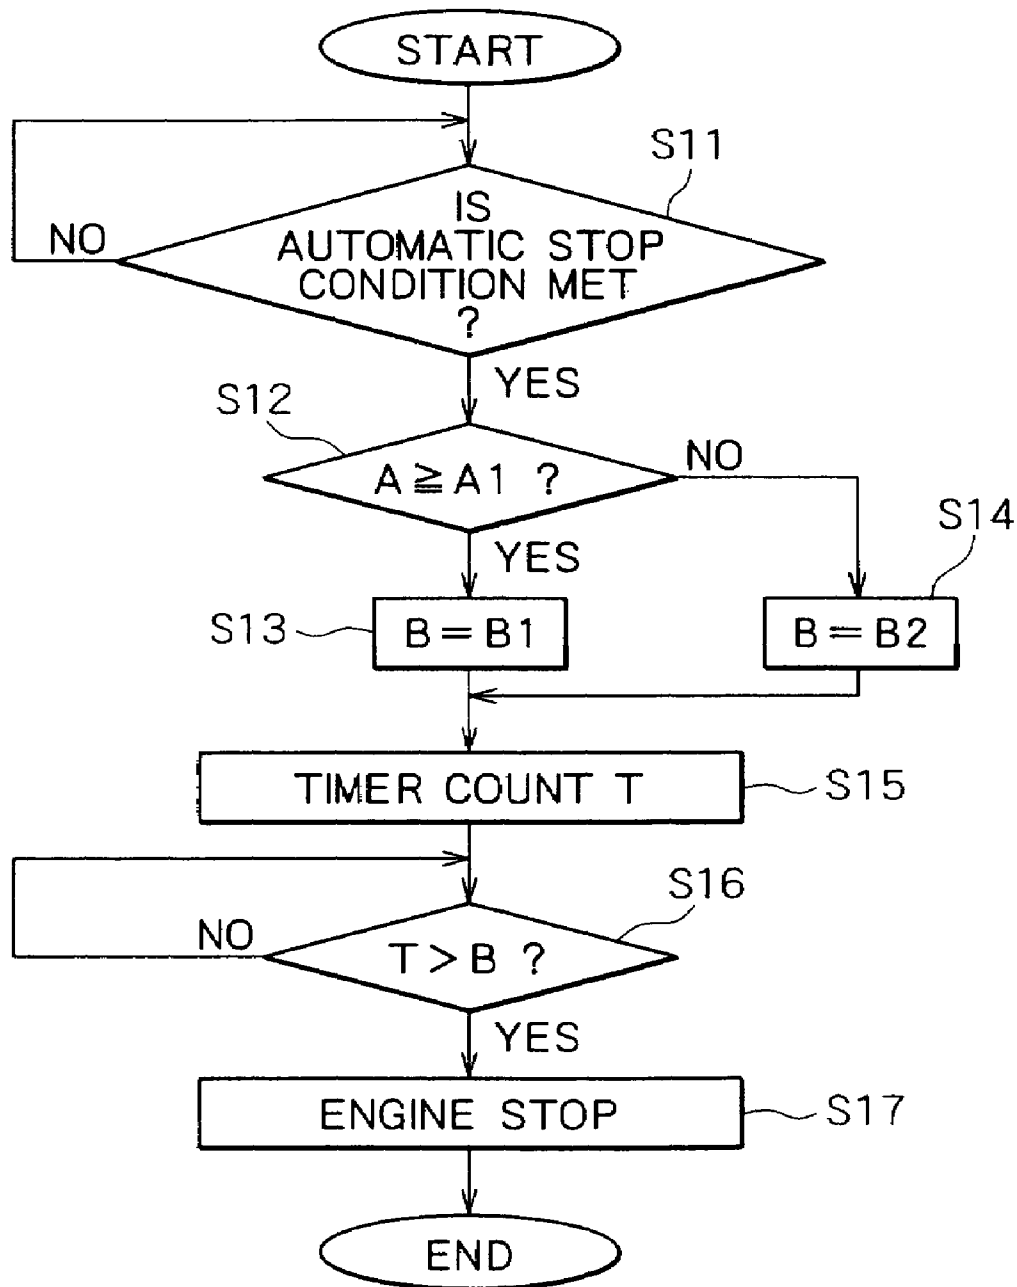 START
S11
IS
AUTOMATIC STOP
CONDITION MET
?
NO
YES
S12
A ≧ A1 ?
NO
YES
S14
S13
B = B1
B = B2
TIMER COUNT T
S15
S16
NO
T > B ?
YES
ENGINE STOP
S17
END